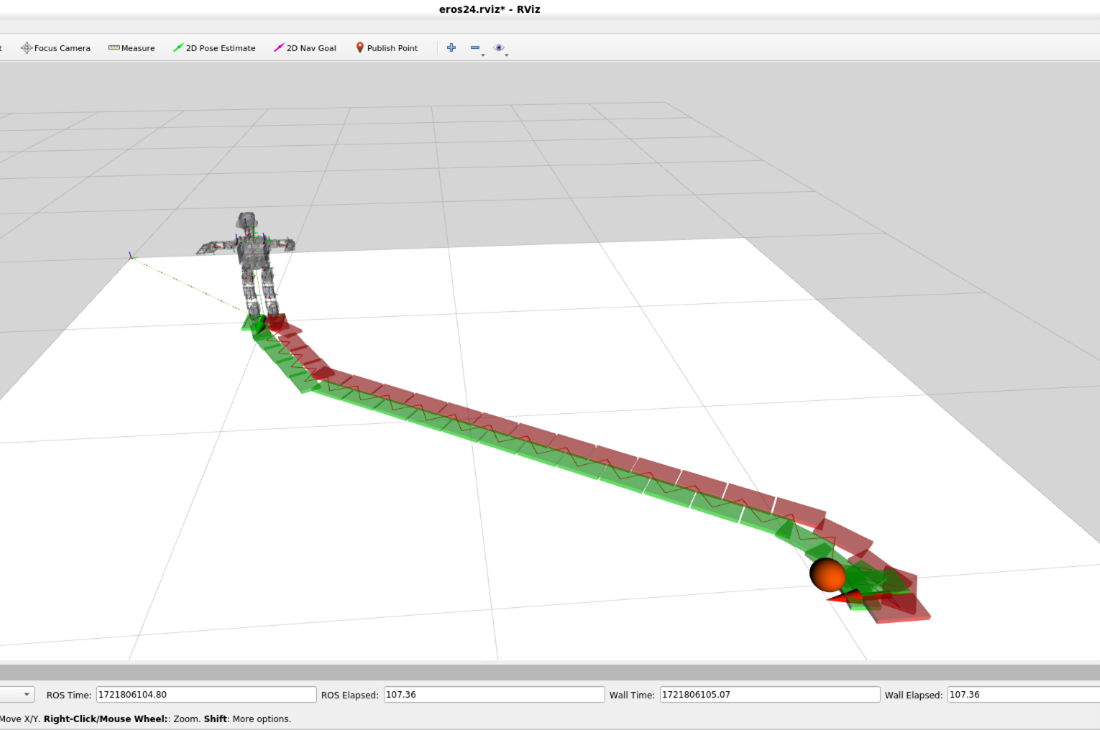 eros24.rviz* - RViz
Focus Camera Measure 2D Pose Estimate 2D Nav Goal Publish Point
ROS Time: 1721806104.80 ROS Elapsed: 107.36 Wall Time: 1721806105.07 Wall Elapsed: 107.36
Move X/Y. Right-Click/Mouse Wheel:: Zoom. Shift: More options.